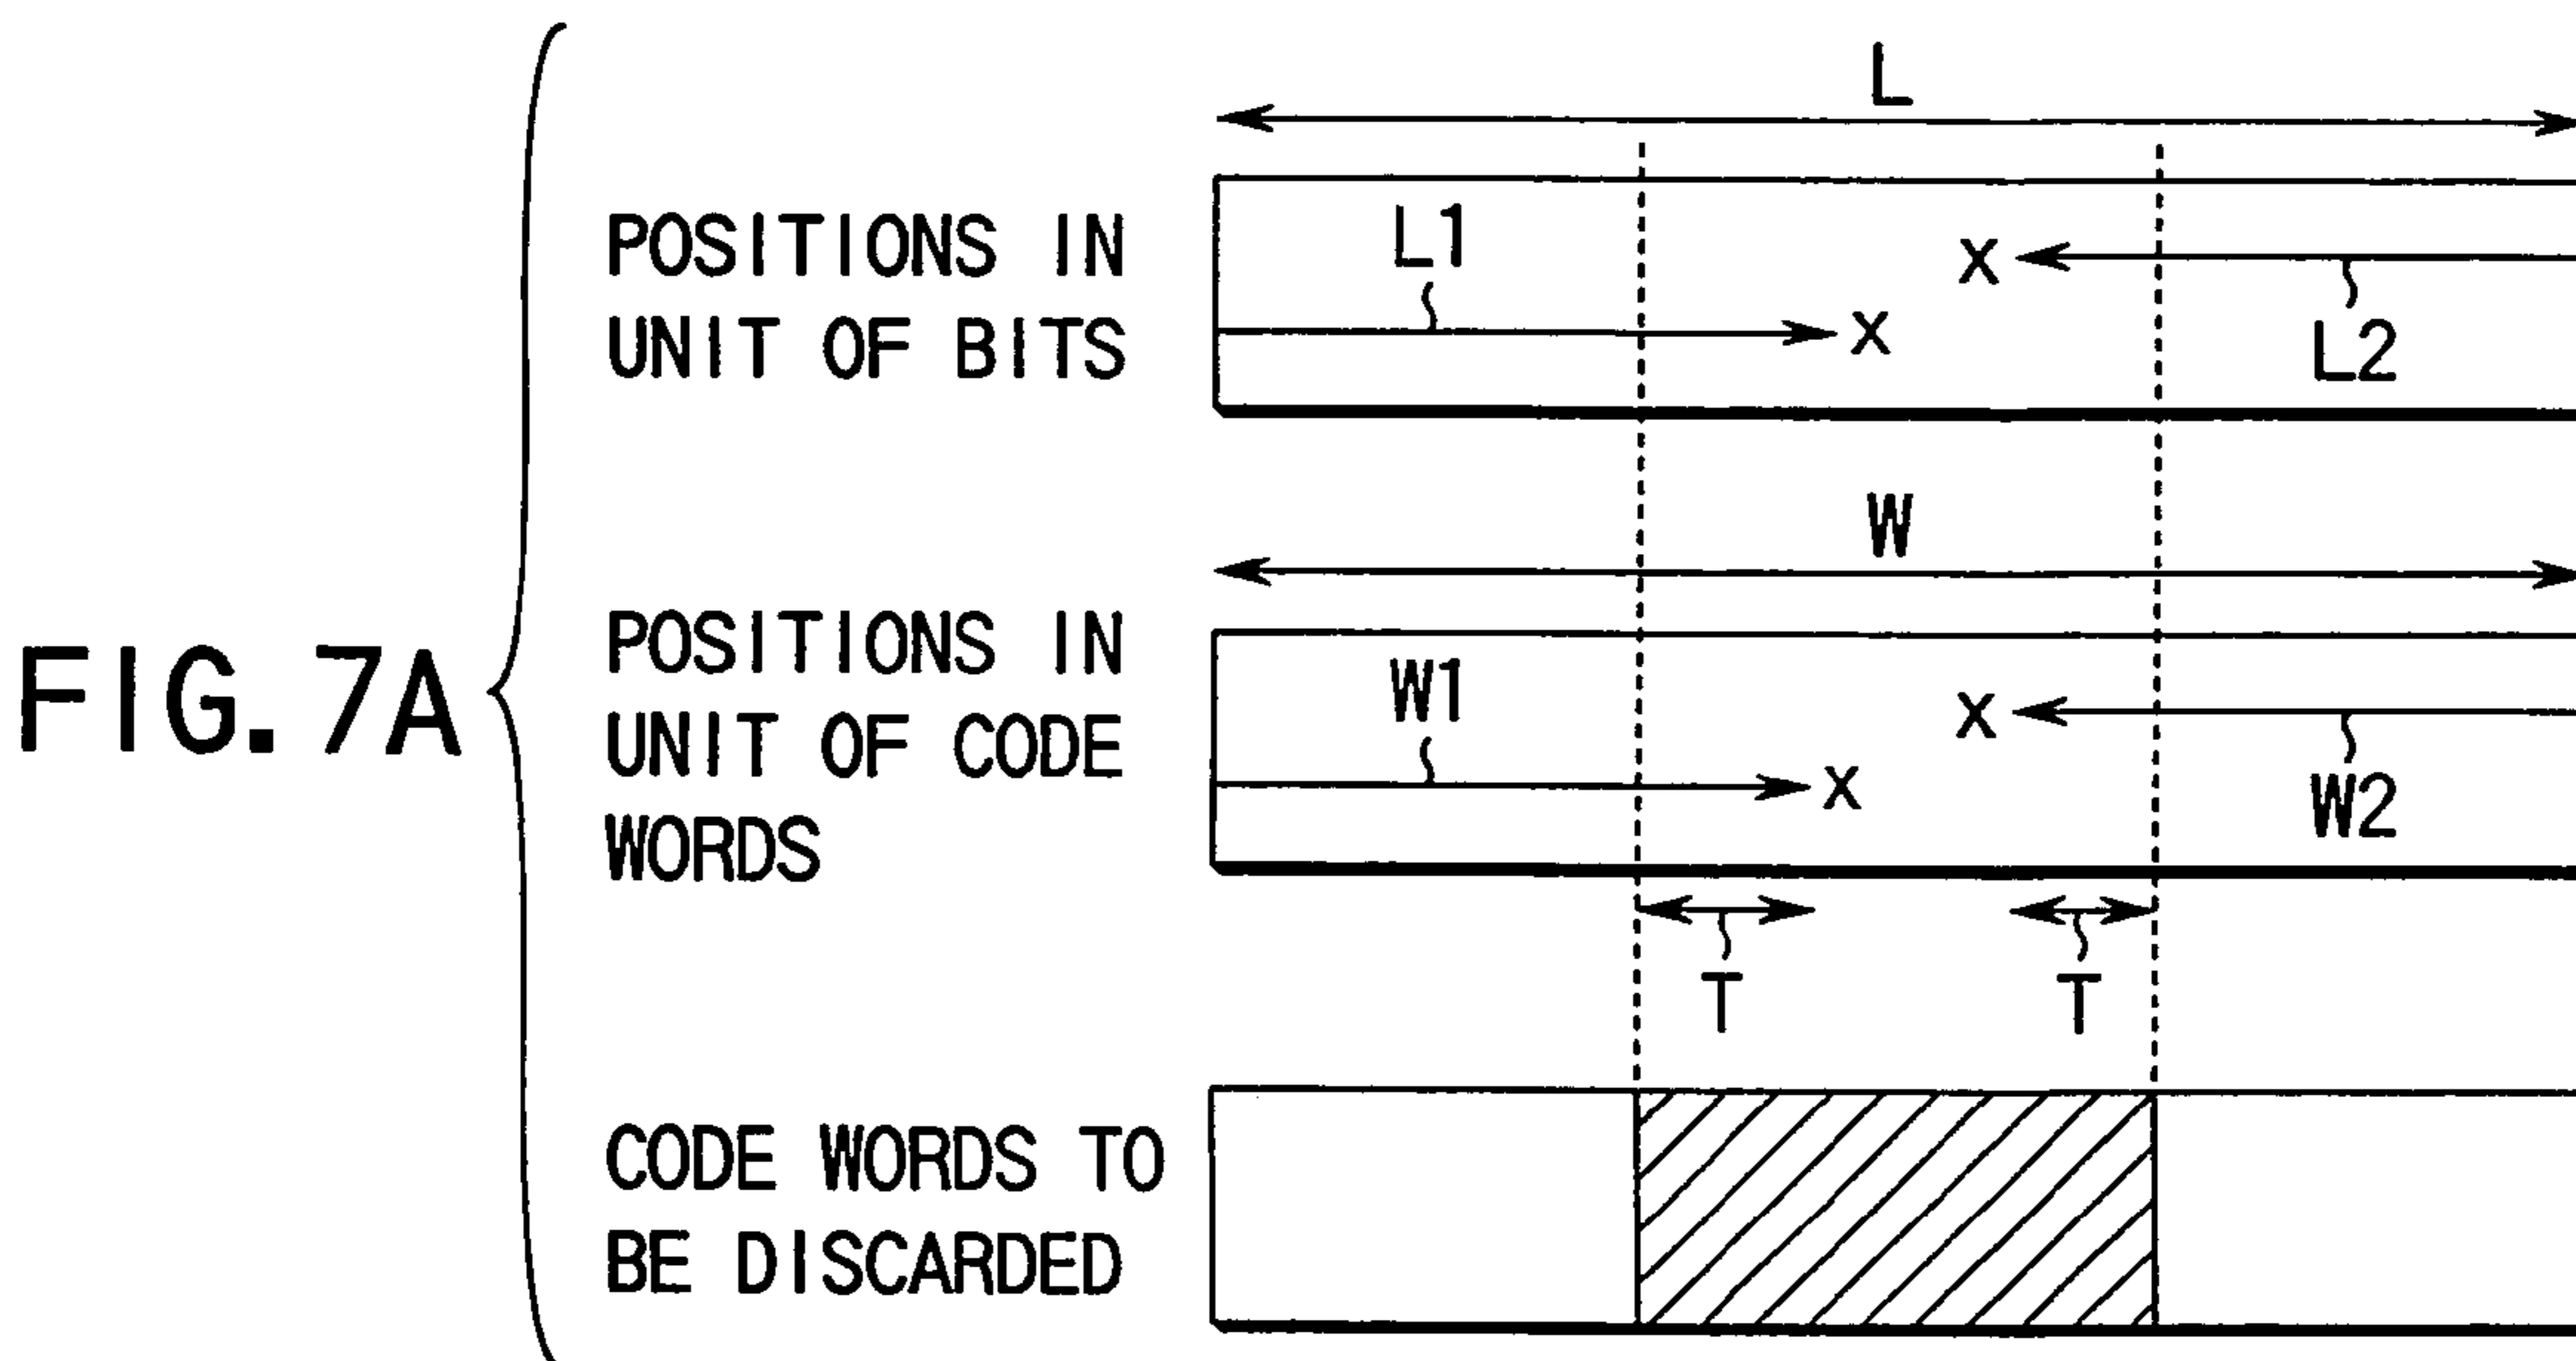 FIG. 7A
L
POSITIONS IN
UNIT OF BITS
L1
X
X
L2
W
POSITIONS IN
UNIT OF CODE
WORDS
W1
X
X
W2
T
T
CODE WORDS TO
BE DISCARDED